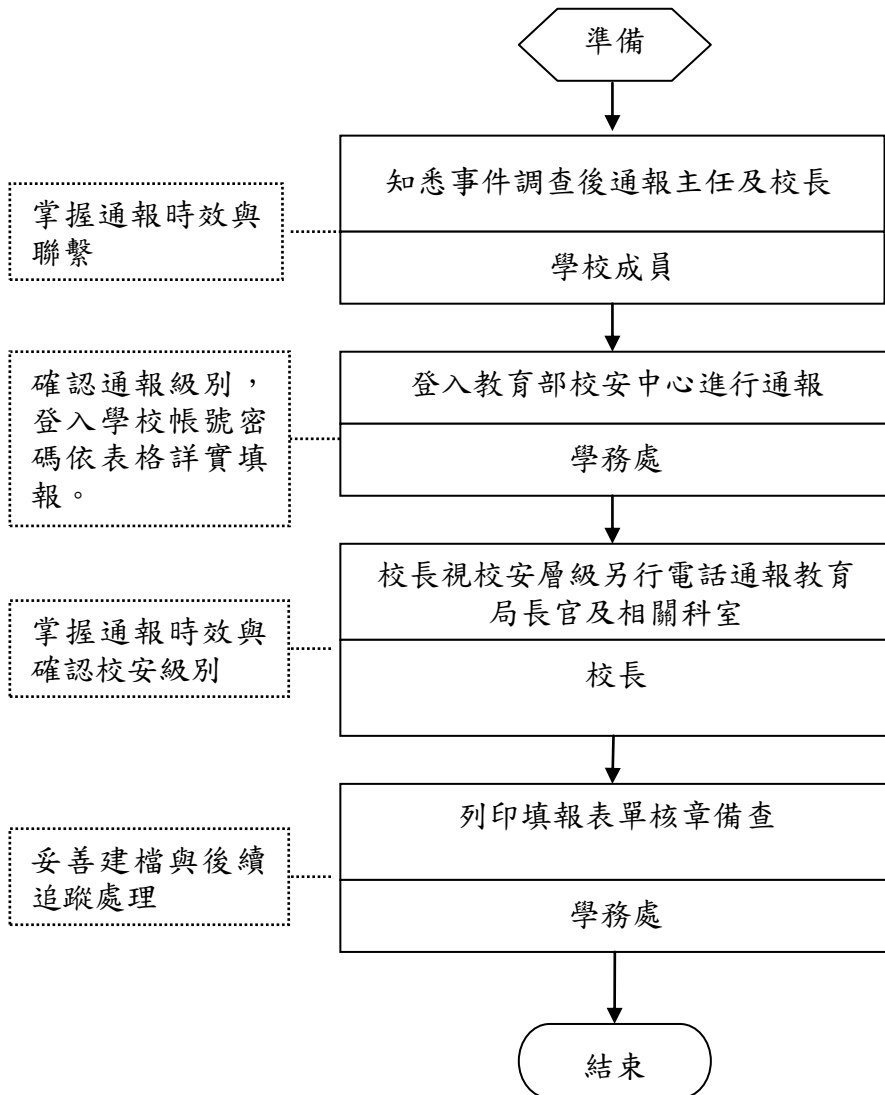 準備
知悉事件調查後通報主任及校長
掌握通報時效與
聯繫
學校成員
登入教育部校安中心進行通報
確認通報級別，
登入學校帳號密
碼依表格詳實填
報。
學務處
校長視校安層級另行電話通報教育
局長官及相關科室
掌握通報時效與
確認校安級別
校長
列印填報表單核章備查
妥善建檔與後續
追蹤處理
學務處
結束